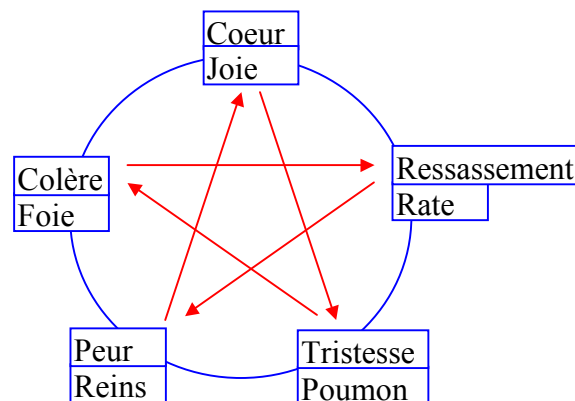 Coeur
Joie
Colère
Foie
Ressassement
Rate
Peur
Reins
Tristesse
Poumon